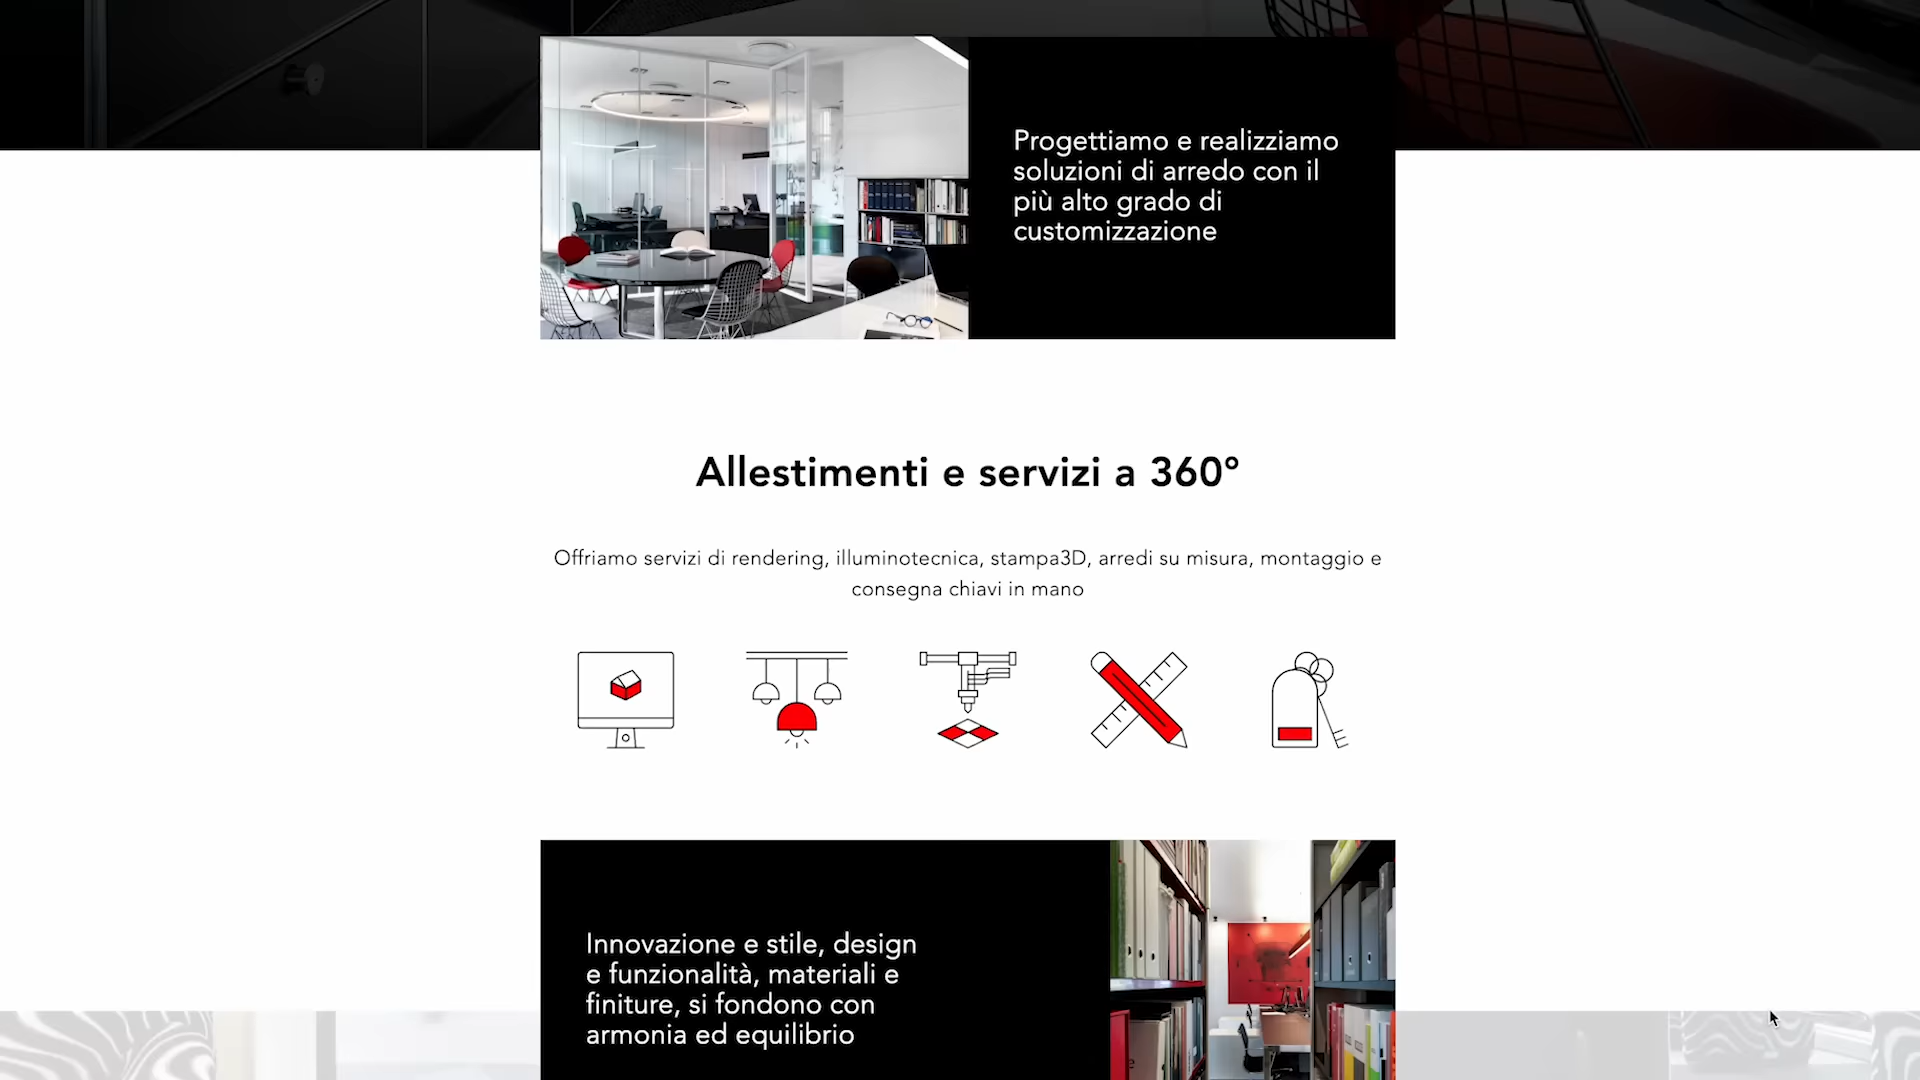 Progettiamo e realizziamo
soluzioni di arredo con il
più alto grado di
customizzazione
Allestimenti e servizi a 360°
Offriamo servizi di rendering, illuminotecnica, stampa3D, arredi su misura, montaggio e
consegna chiavi in mano
Innovazione e stile, design
e funzionalità, materiali e
finiture, si fondono con
armonia ed equilibrio